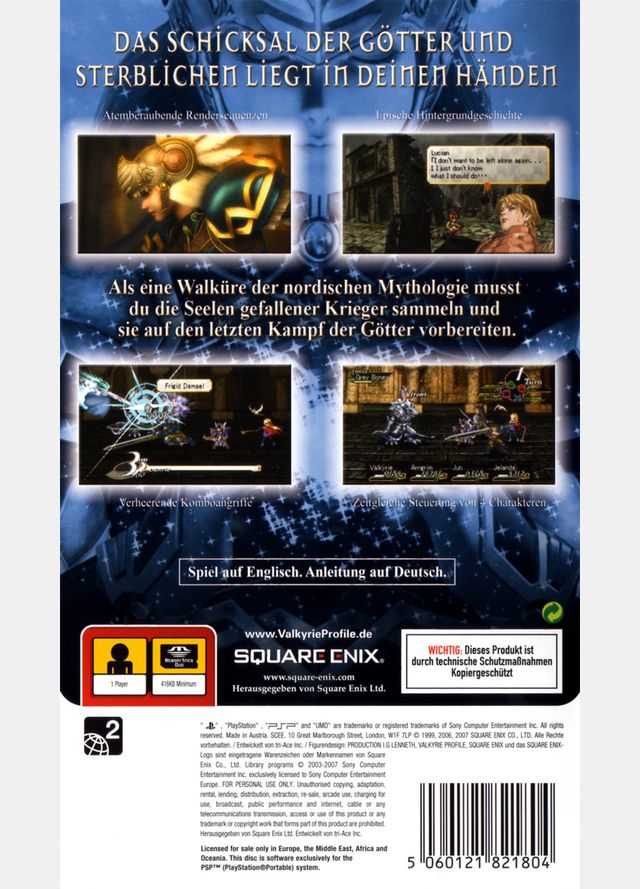 DAS SCHICKSAL DER GÖTTER UND
STERBLICHEN LIEGT IN DEINEN HÄNDEN
Atemberaubende Rendersequenzen
Epische Hintergrundgeschichte
Lucian
「I don't want to be left alone again...
I I just don't know
what I should do...
Als eine Walküre der nordischen Mythologie musst
du die Seelen gefallener Krieger sammeln und
sie auf den letzten Kampf der Götter vorbereiten.
Frigid Damsel
Grey Bones
front
Turn
Valkyrie
Arngrim
Jun
Jelanda
Verheerende Komboangriffe
Zeitgleiche Steuerung von 4 Charakteren
Spiel auf Englisch. Anleitung auf Deutsch.
1 Player
MEMORY STICK
DUO
416KB Minimum
www.ValkyrieProfile.de
SQUARE ENIX.
www.square-enix.com
Herausgegeben von Square Enix Ltd.
WICHTIG: Dieses Produkt ist
durch technische Schutzmaßnahmen
Kopiergeschützt
2
" ", "PlayStation", "PSP" and "UMD" are trademarks or registered trademarks of Sony Computer Entertainment Inc. All rights
reserved. Made in Austria. SCEE. 10 Great Marlborough Street, London, W1F 7LP © 1999, 2006, 2007 SQUARE ENIX CO., LTD. Alle Rechte
vorbehalten. / Entwickelt von tri-Ace Inc. / Figurendesign: PRODUCTION I.G LENNETH, VALKYRIE PROFILE, SQUARE ENIX und das SQUARE ENIX-
Logo sind eingetragene Warenzeichen oder Markennamen von Square
Enix Co., Ltd. Library programs © 2003-2007 Sony Computer
Entertainment Inc. exclusively licensed to Sony Computer Entertainment
Europe. FOR PERSONAL USE ONLY. Unauthorized copying, adaptation,
rental, lending, distribution, extraction, re-sale, arcade use, charging for
use, broadcast, public performance and internet, cable or any
telecommunications transmission, access or use of this product or any
trademark or copyright work that forms part of this product are prohibited.
Herausgegeben von Square Enix Ltd. Entwickelt von tri-Ace Inc.
Licensed for sale only in Europe, the Middle East, Africa and
Oceania. This disc is software exclusively for the
PSP™ (PlayStation®Portable) system.
5 060121 821804